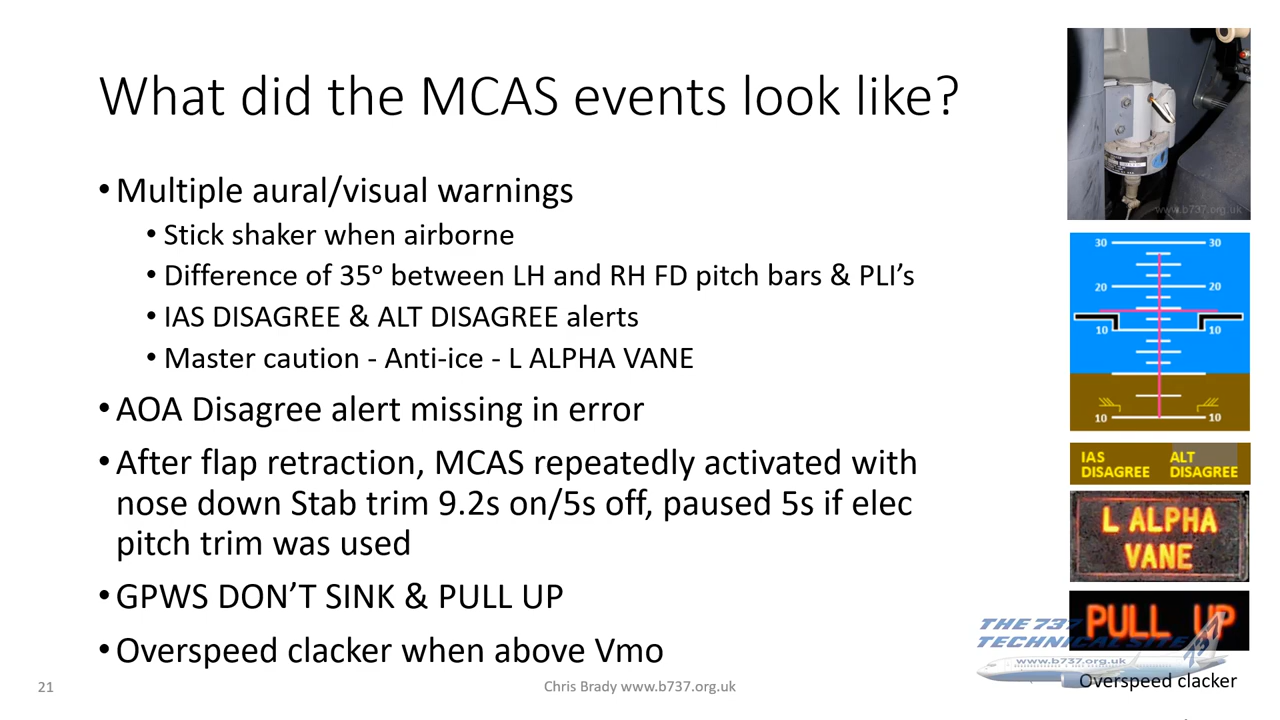 What did the MCAS events look like?
• Multiple aural/visual warnings
• Stick shaker when airborne
• Difference of 35º between LH and RH FD pitch bars & PLI’s
• IAS DISAGREE & ALT DISAGREE alerts
• Master caution - Anti-ice - L ALPHA VANE
• AOA Disagree alert missing in error
• After flap retraction, MCAS repeatedly activated with
nose down Stab trim 9.2s on/5s off, paused 5s if elec
pitch trim was used
• GPWS DON’T SINK & PULL UP
• Overspeed clacker when above Vmo
www.b737.org.uk
30 30
20 20
10 10
10 10
IAS ALT
DISAGREE DISAGREE
L ALPHA
VANE
PULL UP
THE 737
TECHNICAL SITE
www.b737.org.uk
Overspeed clacker
21
Chris Brady www.b737.org.uk